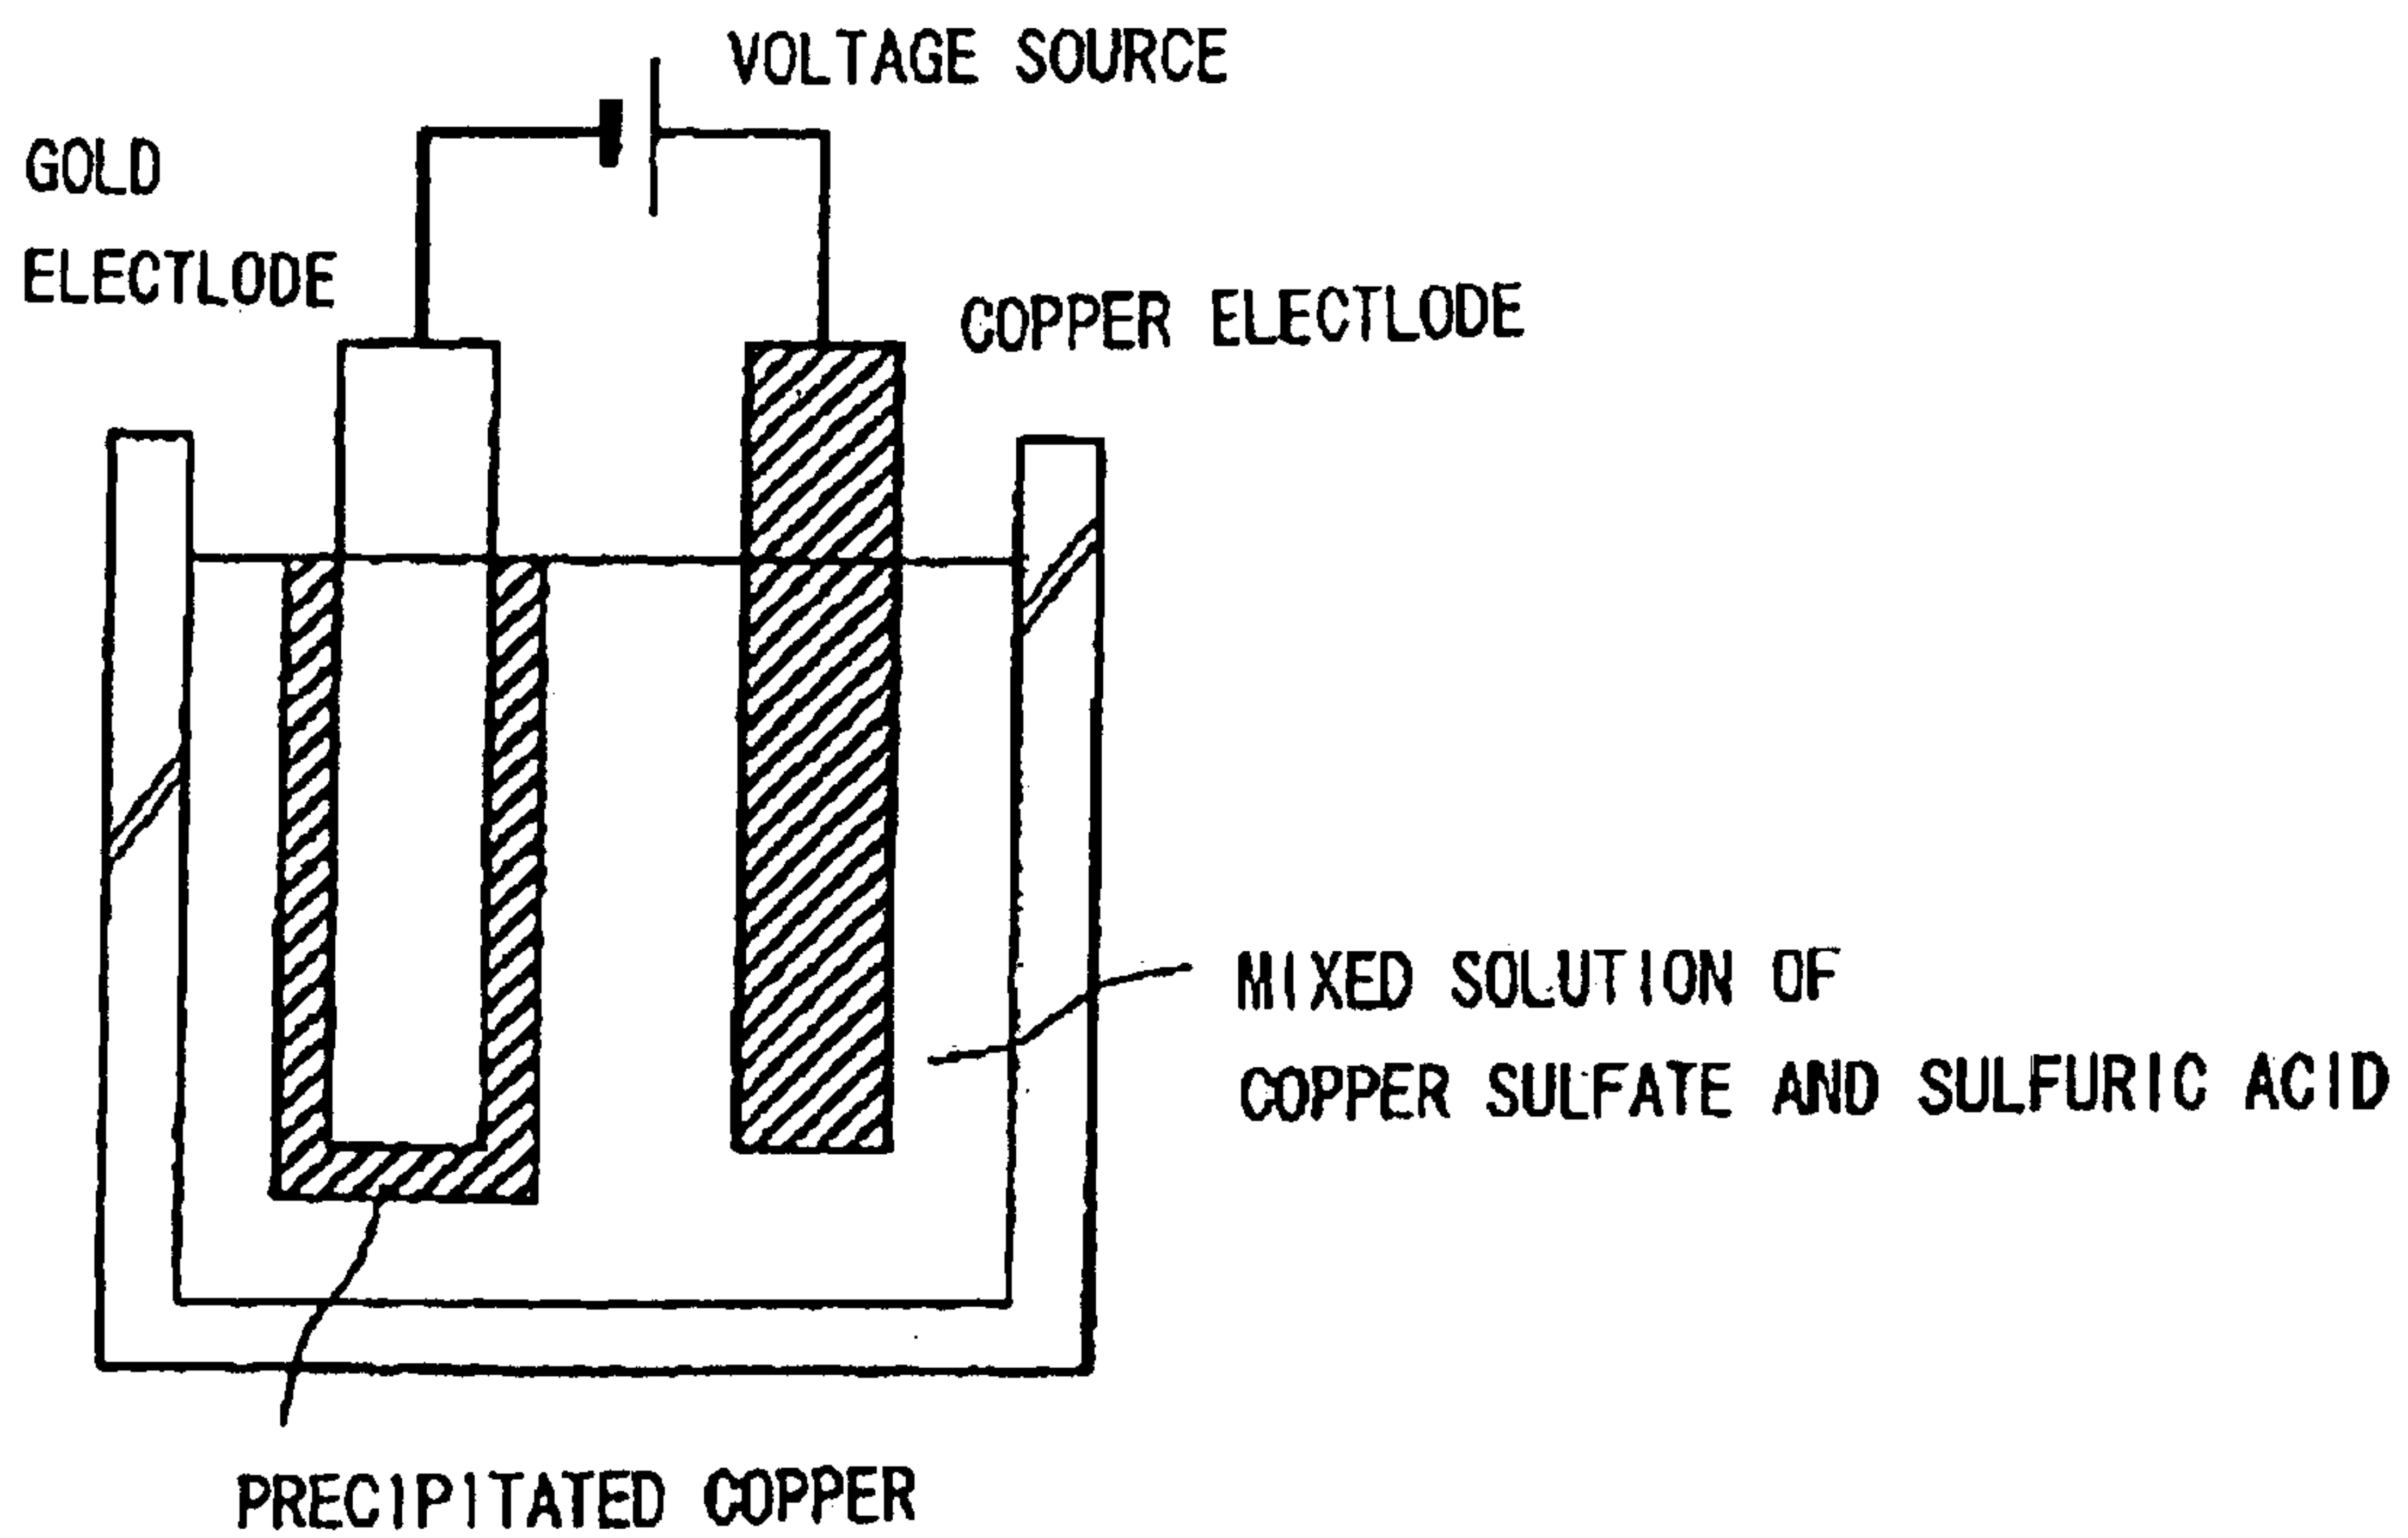 VOLTAGE SOURCE
GOLD
ELECTLODE
COPPER ELECTLODE
MIXED SOLUTION OF
COPPER SULFATE AND SULFURIC ACID
PRECIPITATED COPPER